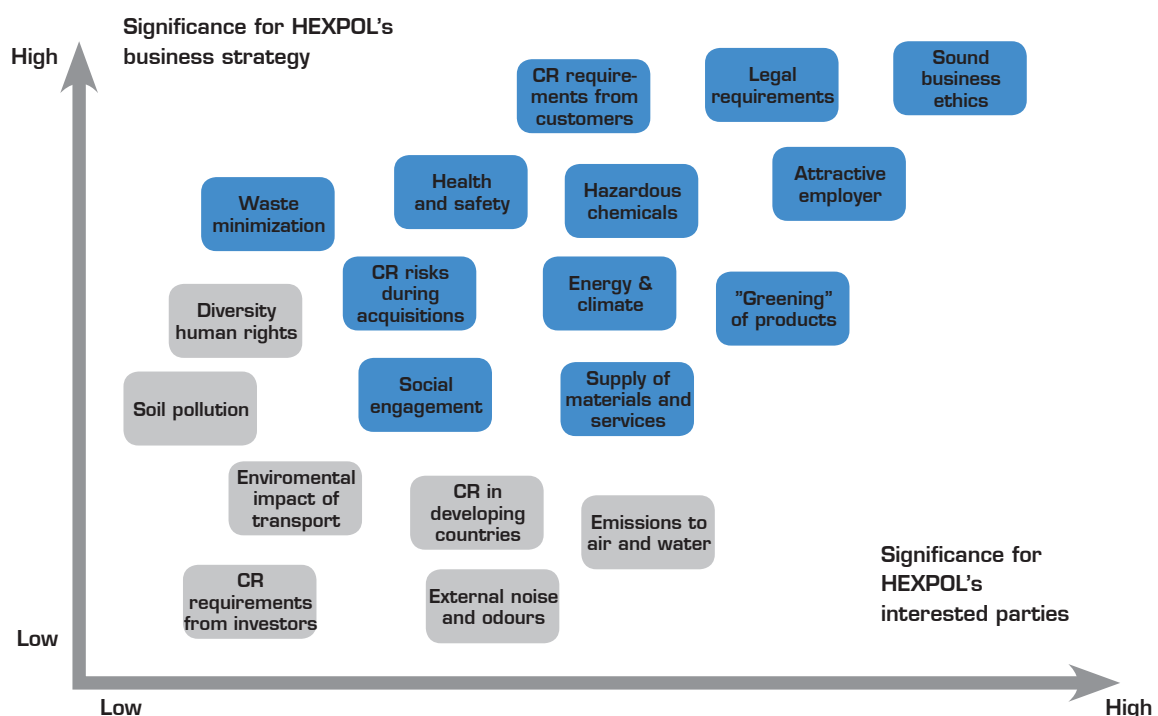 Significance for HEXPOL's
business strategy
High
CR require-
ments from
customers
Legal
requirements
Sound
business
ethics
Waste
minimization
Health
and safety
Hazardous
chemicals
Attractive
employer
Diversity
human rights
CR risks
during
acquisitions
Energy &
climate
"Greening"
of products
Soil pollution
Social
engagement
Supply of
materials and
services
Enviromental
impact of
transport
CR in
developing
countries
Emissions to
air and water
Significance for
HEXPOL's
interested parties
CR
requirements
from investors
External noise
and odours
Low
Low
High